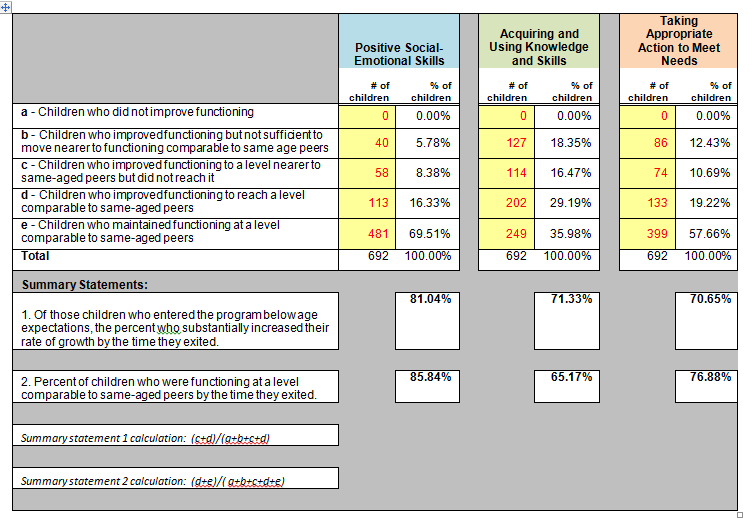 Positive Social-
Emotional Skills
Acquiring and
Using Knowledge
and Skills
Taking
Appropriate
Action to Meet
Needs
# of
children
% of
children
# of
children
% of
children
# of
children
% of
children
a - Children who did not improve functioning
0 0.00% 0 0.00% 0 0.00%
b - Children who improved functioning but not sufficient to
move nearer to functioning comparable to same age peers
40 5.78% 127 18.35% 86 12.43%
c - Children who improved functioning to a level nearer to
same-aged peers but did not reach it
58 8.38% 114 16.47% 74 10.69%
d - Children who improved functioning to reach a level
comparable to same-aged peers
113 16.33% 202 29.19% 133 19.22%
e - Children who maintained functioning at a level
comparable to same-aged peers
481 69.51% 249 35.98% 399 57.66%
Total 692 100.00% 692 100.00% 692 100.00%
Summary Statements:
81.04% 71.33% 70.65%
1. Of those children who entered the program below age
expectations, the percent who substantially increased their
rate of growth by the time they exited.
85.84% 65.17% 76.88%
2. Percent of children who were functioning at a level
comparable to same-aged peers by the time they exited.
Summary statement 1 calculation: (c+d)/(a+b+c+d)
Summary statement 2 calculation: (d+e)/( a+b+c+d+e)